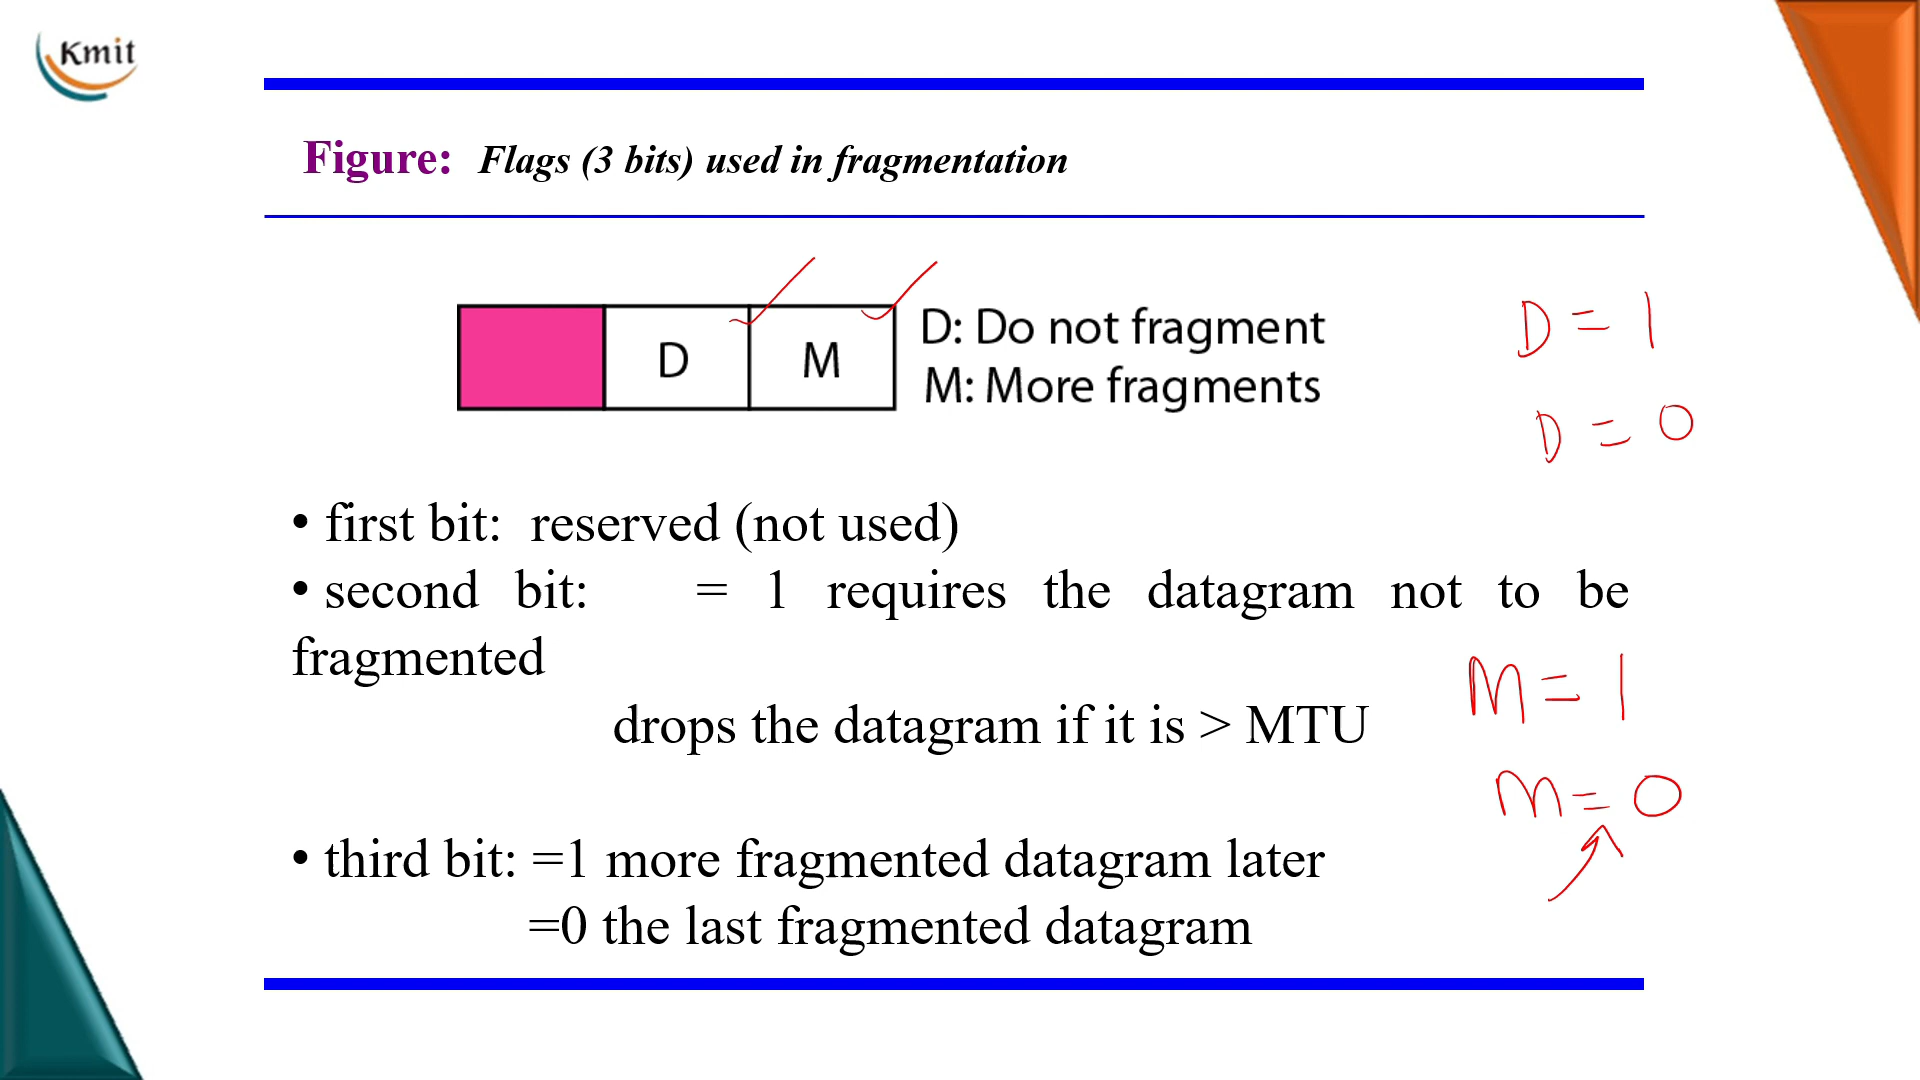 Kmit
Figure: Flags (3 bits) used in fragmentation
D M
D: Do not fragment
M: More fragments
D = 1
D = 0
• first bit: reserved (not used)
• second bit: = 1 requires the datagram not to be
fragmented
drops the datagram if it is > MTU
M = 1
M = 0
• third bit: =1 more fragmented datagram later
=0 the last fragmented datagram